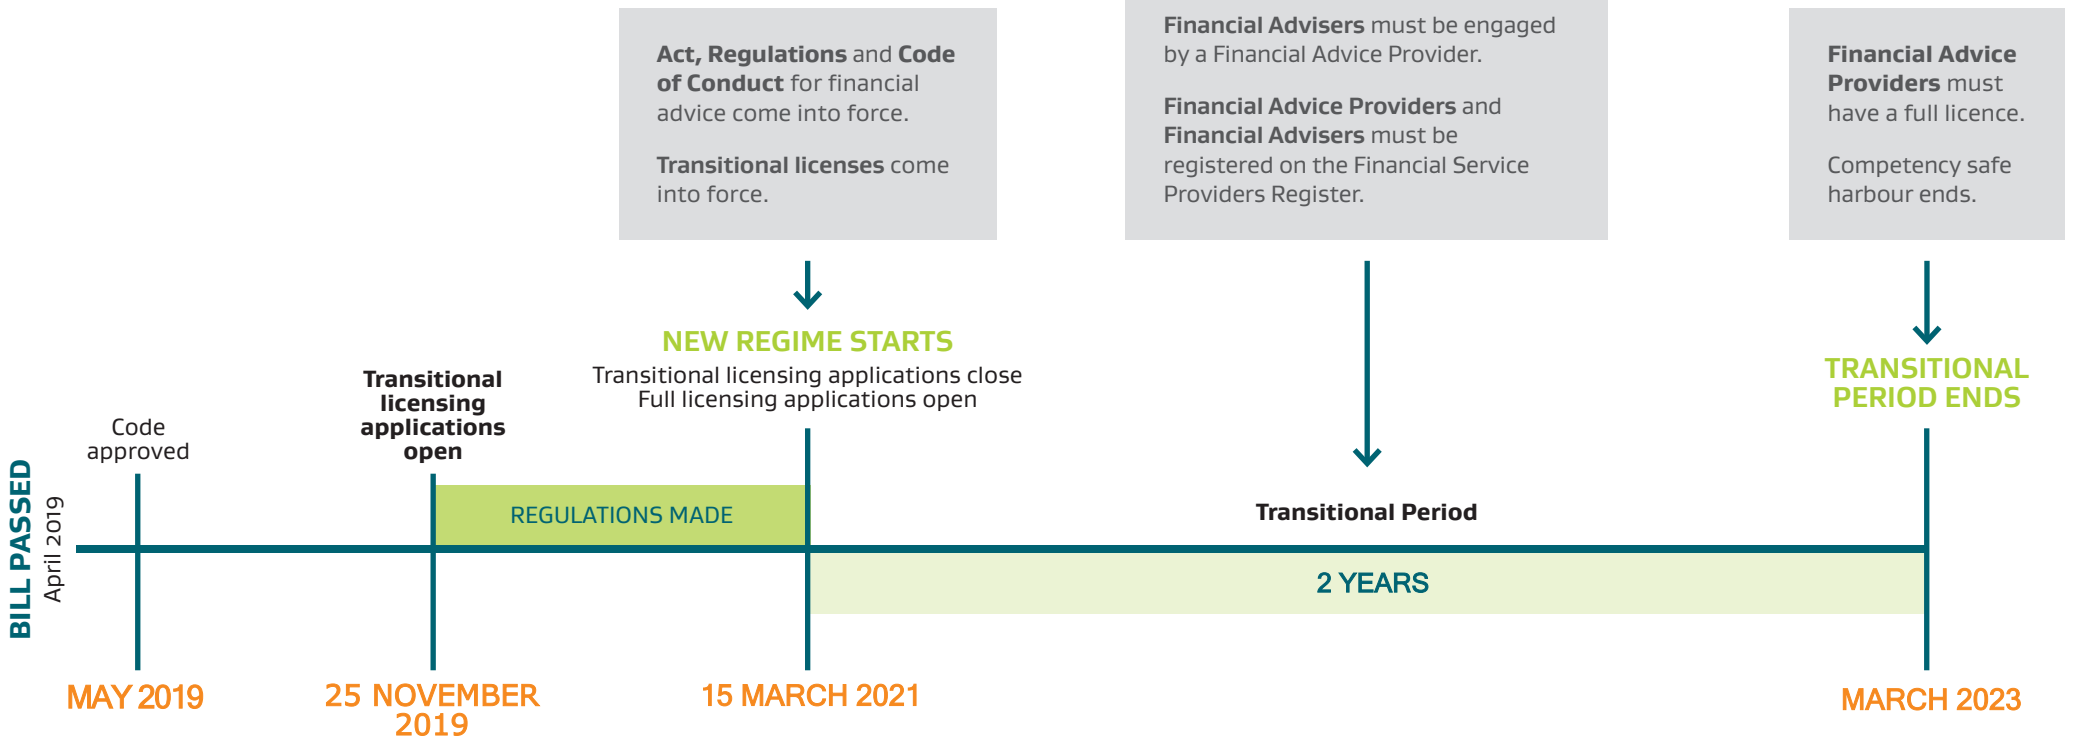 Act, Regulations and Code
of Conduct for financial
advice come into force.
Transitional licenses come
into force.
Financial Advisers must be engaged
by a Financial Advice Provider.
Financial Advice Providers and
Financial Advisers must be
registered on the Financial Service
Providers Register.
Financial Advice
Providers must
have a full licence.
Competency safe
harbour ends.
BILL PASSED
April 2019
Code
approved
Transitional
licensing
applications
open
NEW REGIME STARTS
Transitional licensing applications close
Full licensing applications open
TRANSITIONAL
PERIOD ENDS
REGULATIONS MADE
Transitional Period
2 YEARS
MAY 2019
25 NOVEMBER
2019
15 MARCH 2021
MARCH 2023